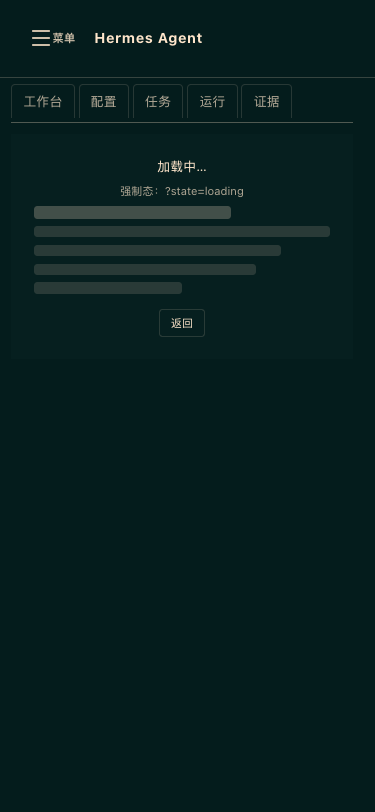 菜单 Hermes Agent
工作台 配置 任务 运行 证据
加载中…
强制态：?state=loading
返回